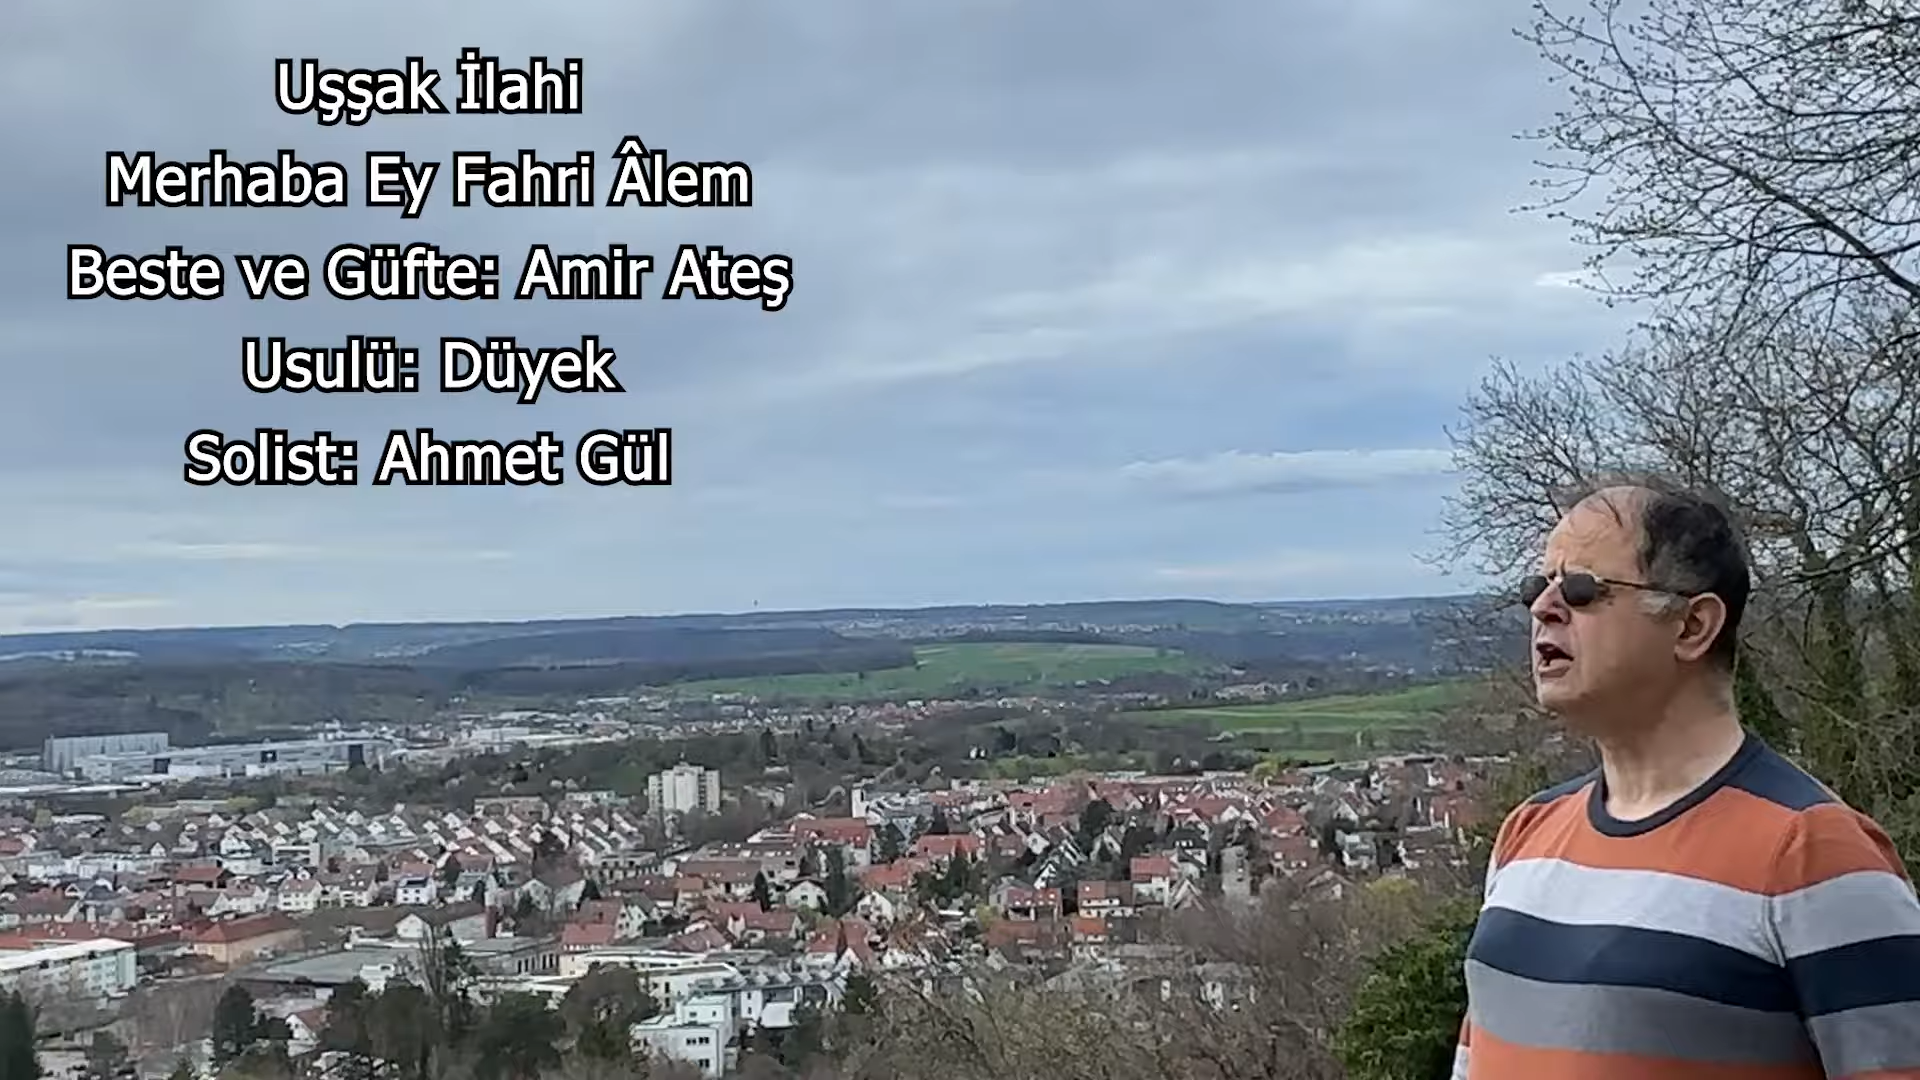 Uşşak İlahi
Merhaba Ey Fahri Âlem
Beste ve Güfte: Amir Ateş
Usulü: Düyek
Solist: Ahmet Gül